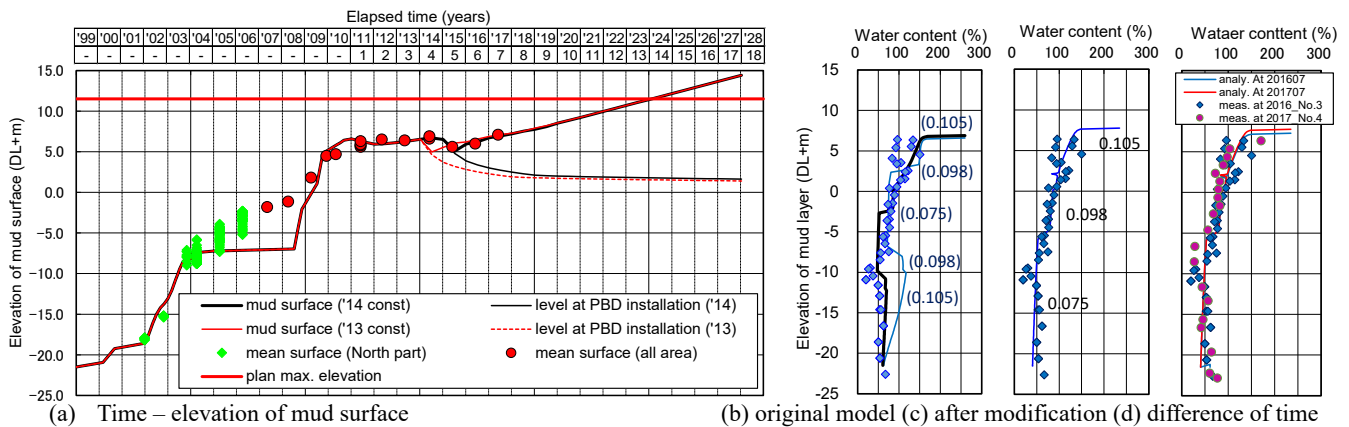 Elapsed time (years)
'99 '00 '01 '02 '03 '04 '05 '06 '07 '08 '09 '10 '11 '12 '13 '14 '15 '16 '17 '18 '19 '20 '21 '22 '23 '24 '25 '26 '27 '28
- - - - - - - - - - - - 1 2 3 4 5 6 7 8 9 10 11 12 13 14 15 16 17 18
Elevation of mud surface (DL+m)
15.0
10.0
5.0
0.0
−5.0
−10.0
−15.0
−20.0
−25.0
mud surface ('14 const)
level at PBD installation ('14)
mud surface ('13 const)
level at PBD installation ('13)
mean surface (North part)
mean surface (all area)
plan max. elevation
(a) Time – elevation of mud surface
Water content (%)
0 100 200 300
Elevation of mud layer (DL+m)
15
10
5
0
-5
-10
-15
-20
-25
(0.105)
(0.098)
(0.075)
(0.098)
(0.105)
Water content (%)
0 100 200 300
0.105
0.098
0.075
Wataer conttent (%)
0 100 200 300
analy. At 201607
analy. At 201707
meas. at 2016_No.3
meas. at 2017_No.4
(b) original model (c) after modification (d) difference of time